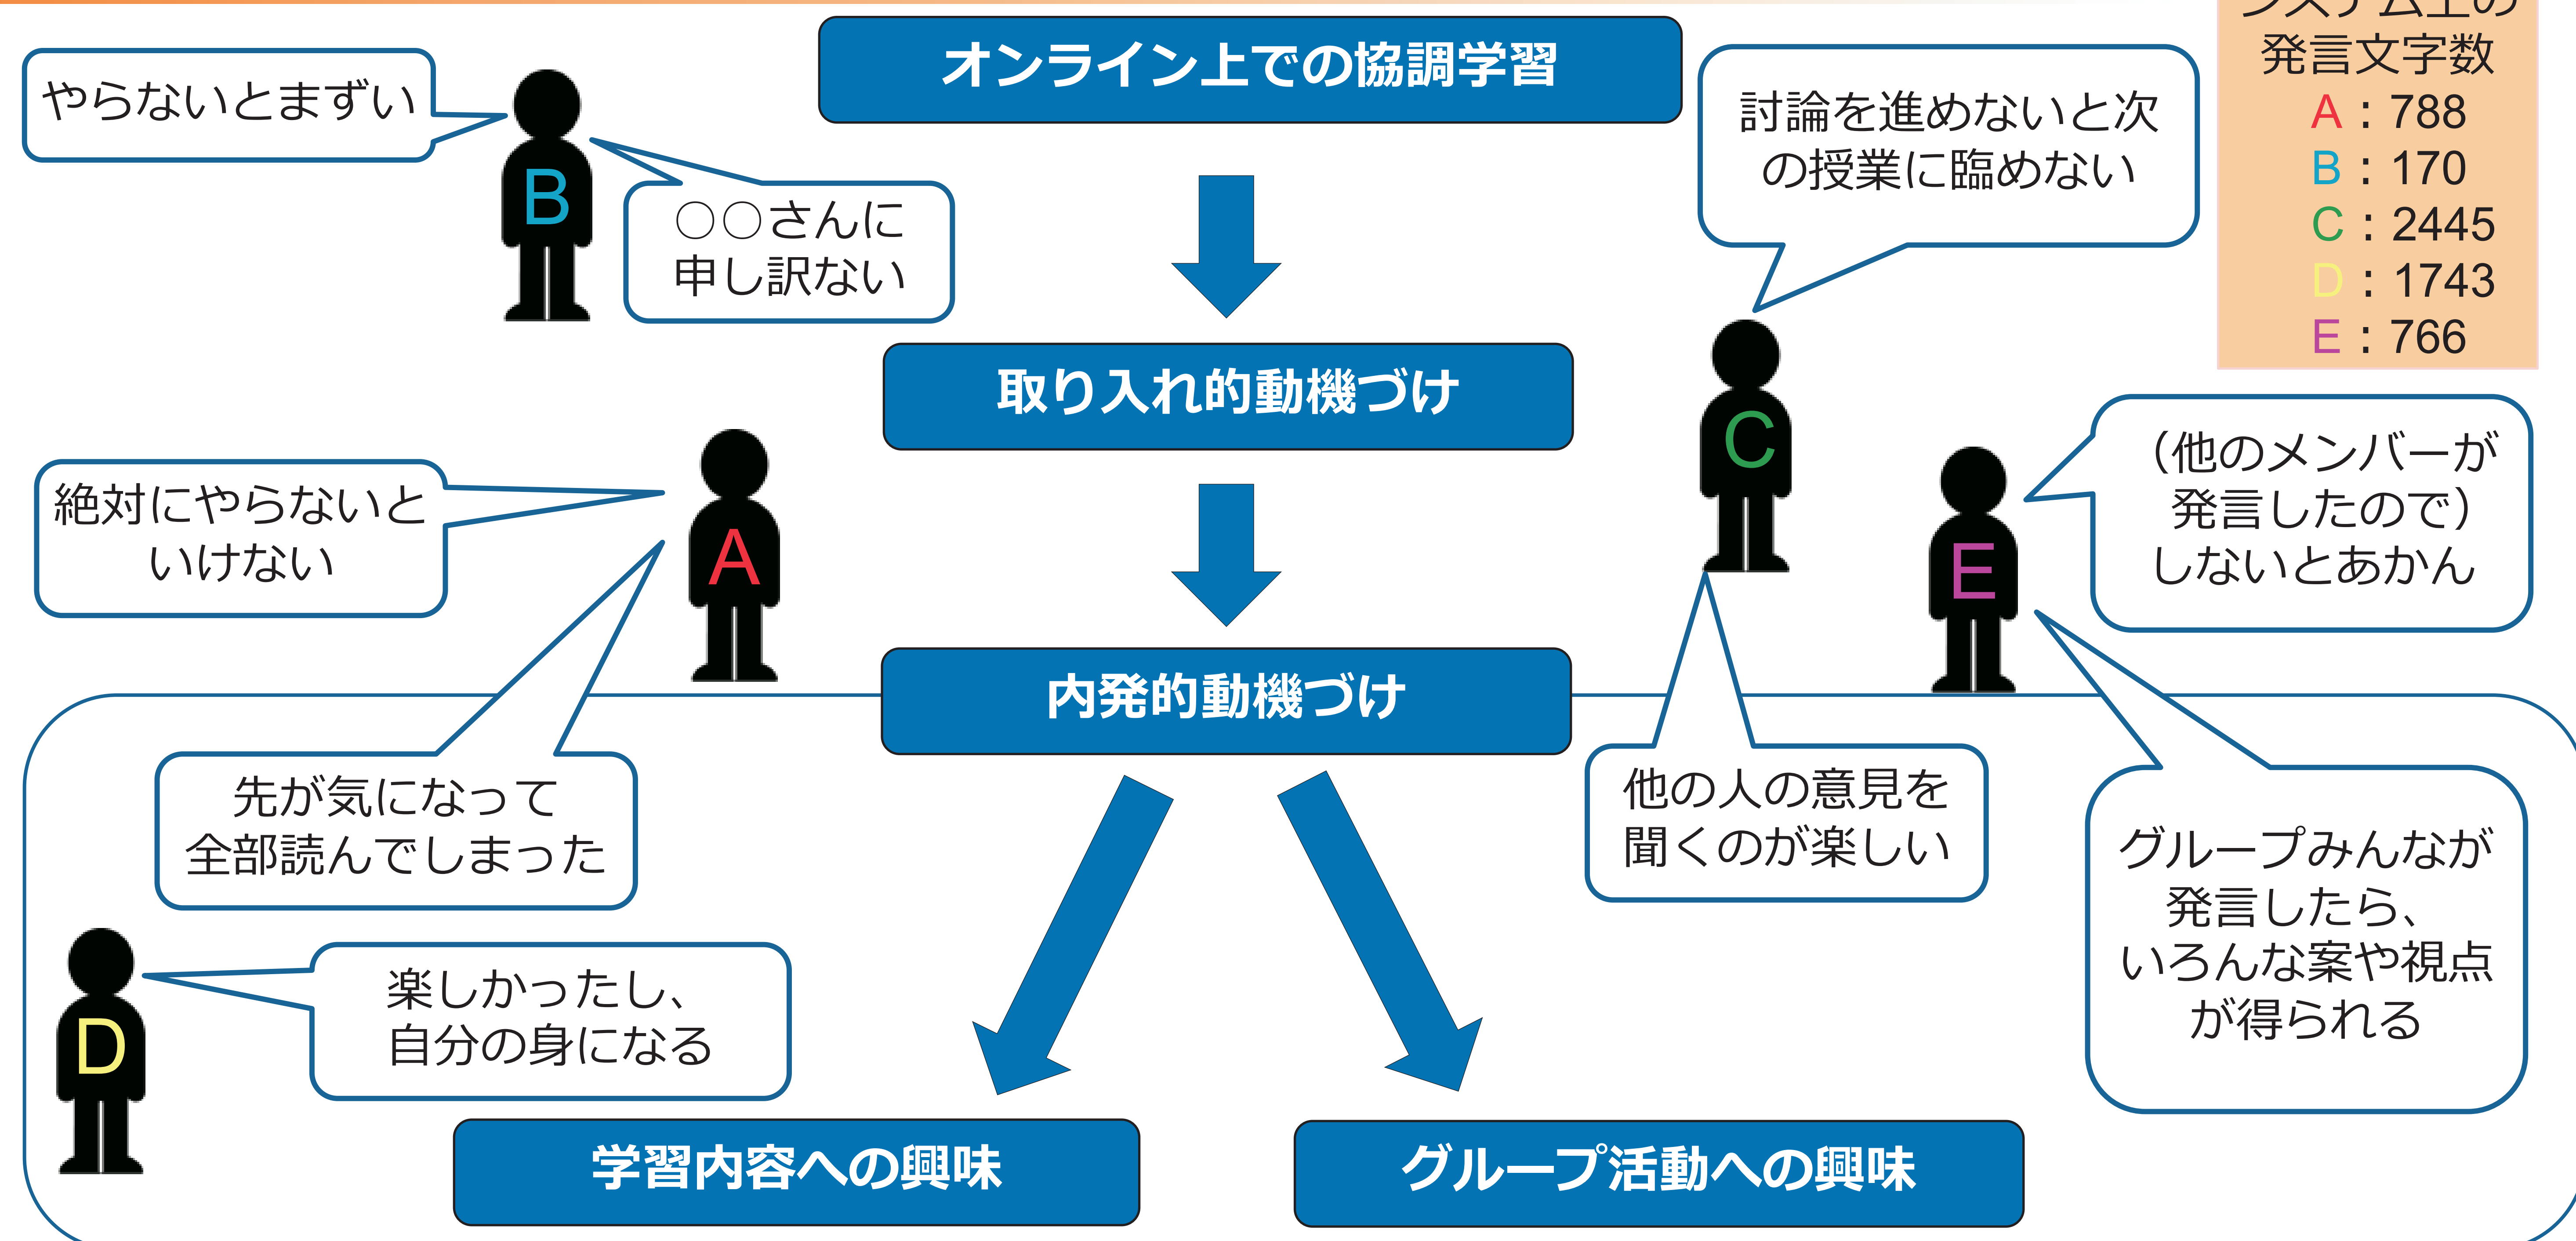 オンライン上での協調学習
やらないとまずい
B
○○さんに
申し訳ない
討論を進めないと次
の授業に臨めない
システム上の
発言文字数
A：788
B：170
C：2445
D：1743
E：766
取り入れ的動機づけ
C
E
（他のメンバーが
発言したので）
しないとあかん
絶対にやらないと
いけない
A
内発的動機づけ
先が気になって
全部読んでしまった
他の人の意見を
聞くのが楽しい
グループみんなが
発言したら、
いろんな案や視点
が得られる
D
楽しかったし、
自分の身になる
学習内容への興味
グループ活動への興味